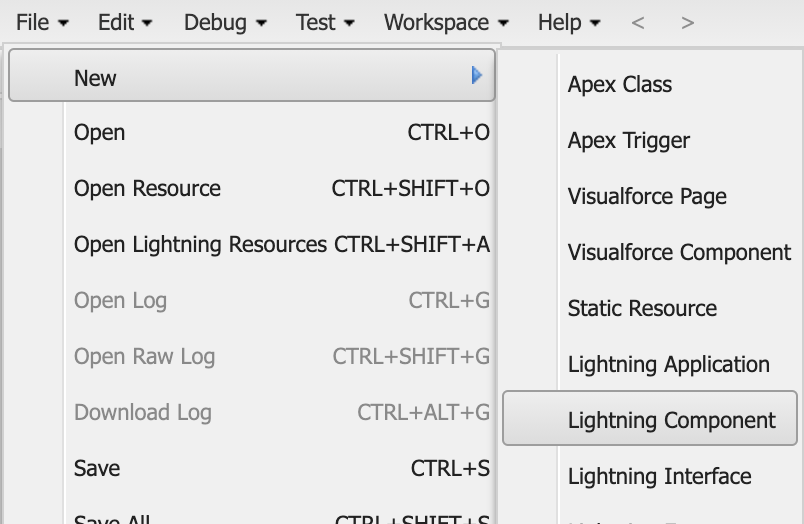 File Edit Debug Test Workspace Help < >
New
Open CTRL+O
Open Resource CTRL+SHIFT+O
Open Lightning Resources CTRL+SHIFT+A
Open Log CTRL+G
Open Raw Log CTRL+SHIFT+G
Download Log CTRL+ALT+G
Save CTRL+S
Save All CTRL+SHIFT+S
Apex Class
Apex Trigger
Visualforce Page
Visualforce Component
Static Resource
Lightning Application
Lightning Component
Lightning Interface